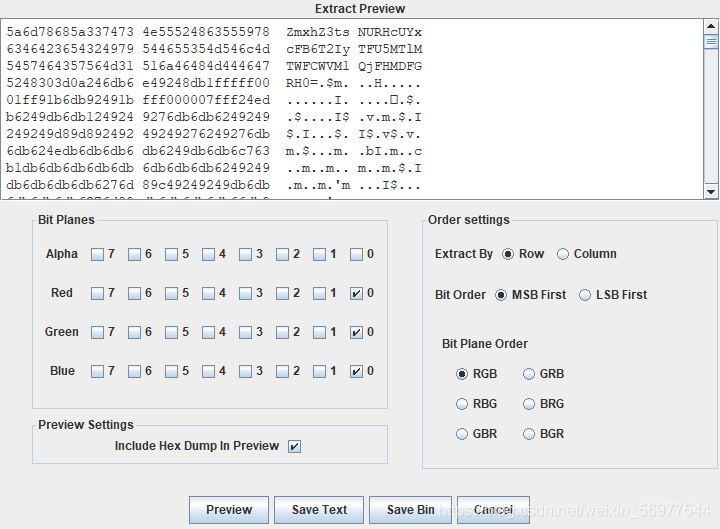 Extract Preview
5a6d78685a337473 4e55524863555978 ZmxhZ3ts NURHcUYx
6346423654324979 544655354d546c4d cFB6T2Iy TFU5MTlM
5457464357564d31 516a46484d444647 TWFCWVM1 QjFHMDFG
5248303d0a246db6 e49248db1fffff00 RH0=.$m. ..H.....
01ff91b6db92491b fff000007fff24ed ......I. .....$.
b6249b6db124924 9276db6db6249249 .$....I$ .v.m.$.I
249249d89d892492 49249276249276db $.I...$. I$.v$.v.
6db624edb6db6db6 db6249db6db6c763 m.$...m. .bI.m..c
b1db6db6db6db6db 6db6db6db6249249 ..m..m.. m..m.$.I
db6db6db6db6276d 89c49249249db6db .m..m.'m ...I$...
Bit Planes
Alpha 7 6 5 4 3 2 1 0
Red 7 6 5 4 3 2 1 0
Green 7 6 5 4 3 2 1 0
Blue 7 6 5 4 3 2 1 0
Preview Settings
Include Hex Dump In Preview
Order settings
Extract By Row Column
Bit Order MSB First LSB First
Bit Plane Order
RGB GRB
RBG BRG
GBR BGR
Preview Save Text Save Bin Cancel
https://blog.csdn.net/weixin_56977544